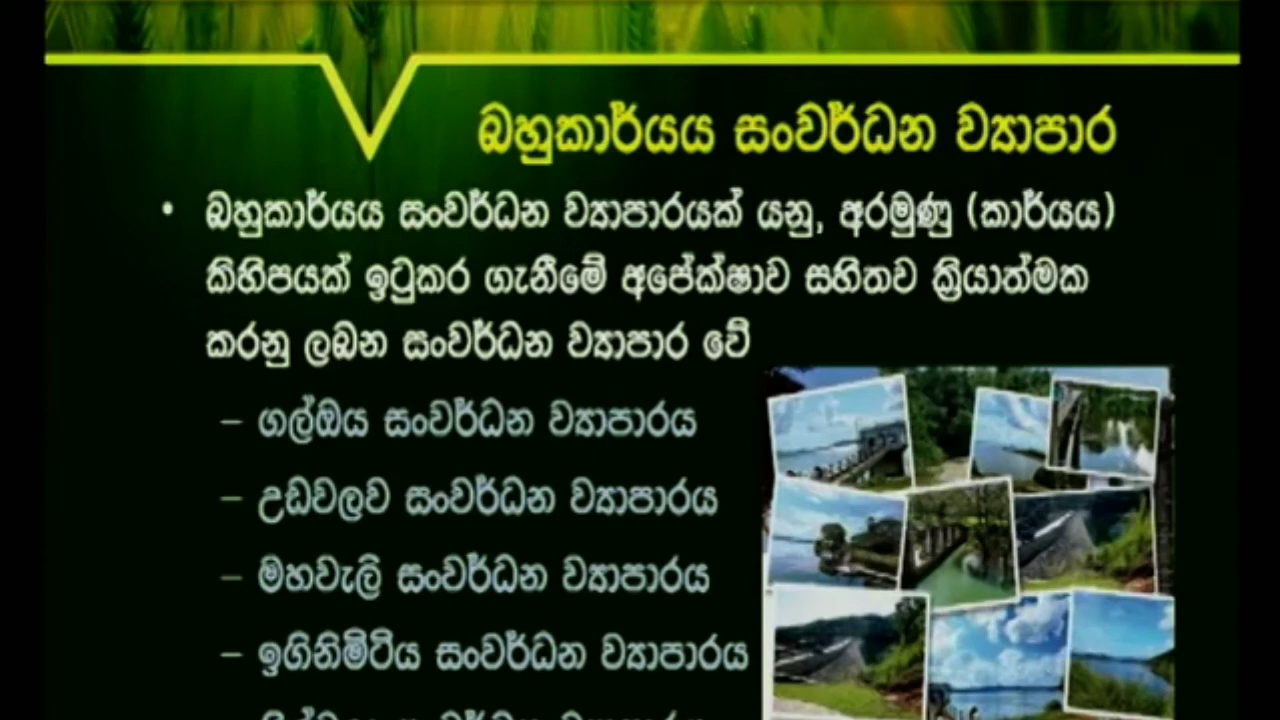 බහුකාර්යය සංවර්ධන ව්‍යාපාර
• බහුකාර්යය සංවර්ධන ව්‍යාපාරයක් යනු, අරමුණු (කාර්යය)
කිහිපයක් ඉටුකර ගැනීමේ අපේක්ෂාව සහිතව ක්‍රියාත්මක
කරනු ලබන සංවර්ධන ව්‍යාපාර වේ
– ගල්ඔය සංවර්ධන ව්‍යාපාරය
– උඩවලව සංවර්ධන ව්‍යාපාරය
– මහවැලි සංවර්ධන ව්‍යාපාරය
– ඉගිනිමිටිය සංවර්ධන ව්‍යාපාරය